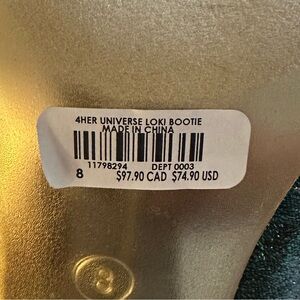 4HER UNIVERSE LOKI BOOTIE
MADE IN CHINA
11798294 DEPT 0003
8 $97.90 CAD $74.90 USD
8